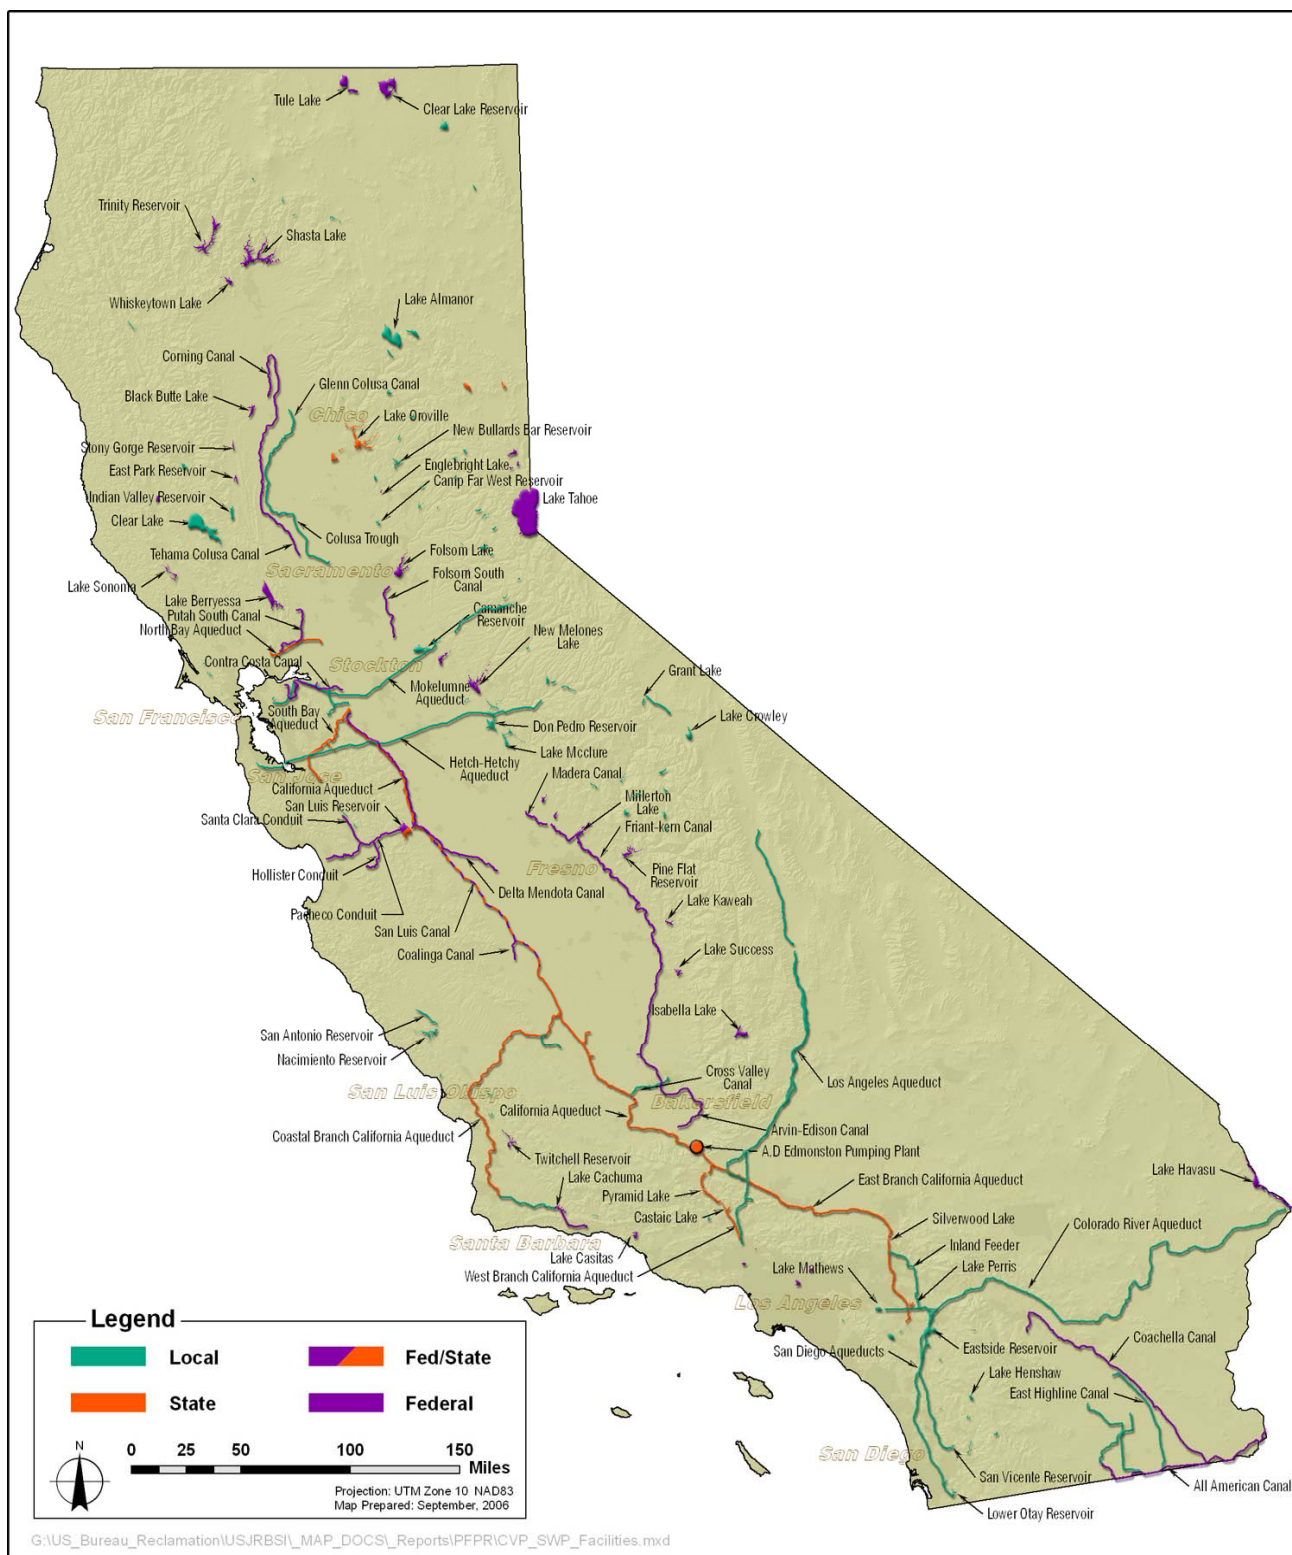 Tule Lake
Clear Lake Reservoir
Trinity Reservoir
Shasta Lake
Whiskeytown Lake
Lake Almanor
Corning Canal
Glenn Colusa Canal
Black Butte Lake
Chico
Lake Oroville
New Bullards Bar Reservoir
Stony Gorge Reservoir
Englebright Lake
East Park Reservoir
Camp Far West Reservoir
Indian Valley Reservoir
Lake Tahoe
Clear Lake
Colusa Trough
Tehama Colusa Canal
Folsom Lake
Sacramento
Folsom South
Canal
Lake Sonoma
Lake Berryessa
Putah South Canal
Camanche
Reservoir
North Bay Aqueduct
New Melones
Lake
Contra Costa Canal
Stockton
Grant Lake
Mokelumne
Aqueduct
San Francisco
South Bay
Aqueduct
Lake Crowley
Don Pedro Reservoir
Lake Mcclure
Hetch-Hetchy
Aqueduct
San Jose
Madera Canal
California Aqueduct
San Luis Reservoir
Millerton
Lake
Santa Clara Conduit
Friant-kern Canal
Hollister Conduit
Fresno
Pine Flat
Reservoir
Delta Mendota Canal
Lake Kaweah
Pacheco Conduit
San Luis Canal
Coalinga Canal
Lake Success
Isabella Lake
San Antonio Reservoir
Nacimiento Reservoir
Cross Valley
Canal
Los Angeles Aqueduct
San Luis Obispo
Bakersfield
California Aqueduct
Arvin-Edison Canal
Coastal Branch California Aqueduct
A.D Edmonston Pumping Plant
Twitchell Reservoir
Lake Cachuma
Lake Havasu
Pyramid Lake
East Branch California Aqueduct
Castaic Lake
Silverwood Lake
Colorado River Aqueduct
Santa Barbara
Inland Feeder
Lake Casitas
Lake Perris
West Branch California Aqueduct
Lake Mathews
Los Angeles
Coachella Canal
San Diego Aqueducts
Eastside Reservoir
Lake Henshaw
East Highline Canal
San Diego
San Vicente Reservoir
All American Canal
Lower Otay Reservoir
Legend
Local
Fed/State
State
Federal
N
0 25 50 100 150
Miles
Projection: UTM Zone 10 NAD83
Map Prepared: September, 2006
G:\US_Bureau_Reclamation\USJRBSI\_MAP_DOCS\_Reports\PFPR\CVP_SWP_Facilities.mxd